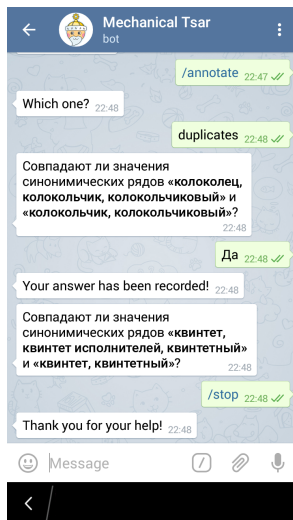 Mechanical Tsar
bot
/annotate 22:47
Which one? 22:48
duplicates 22:48
Совпадают ли значения
синонимических рядов «колоколец,
колокольчик, колокольчиковый» и
«колокольчик, колокольчиковый»?
22:48
Да 22:48
Your answer has been recorded! 22:48
Совпадают ли значения
синонимических рядов «квинтет,
квинтет исполнителей, квинтетный»
и «квинтет, квинтетный»? 22:48
/stop 22:48
Thank you for your help! 22:48
Message